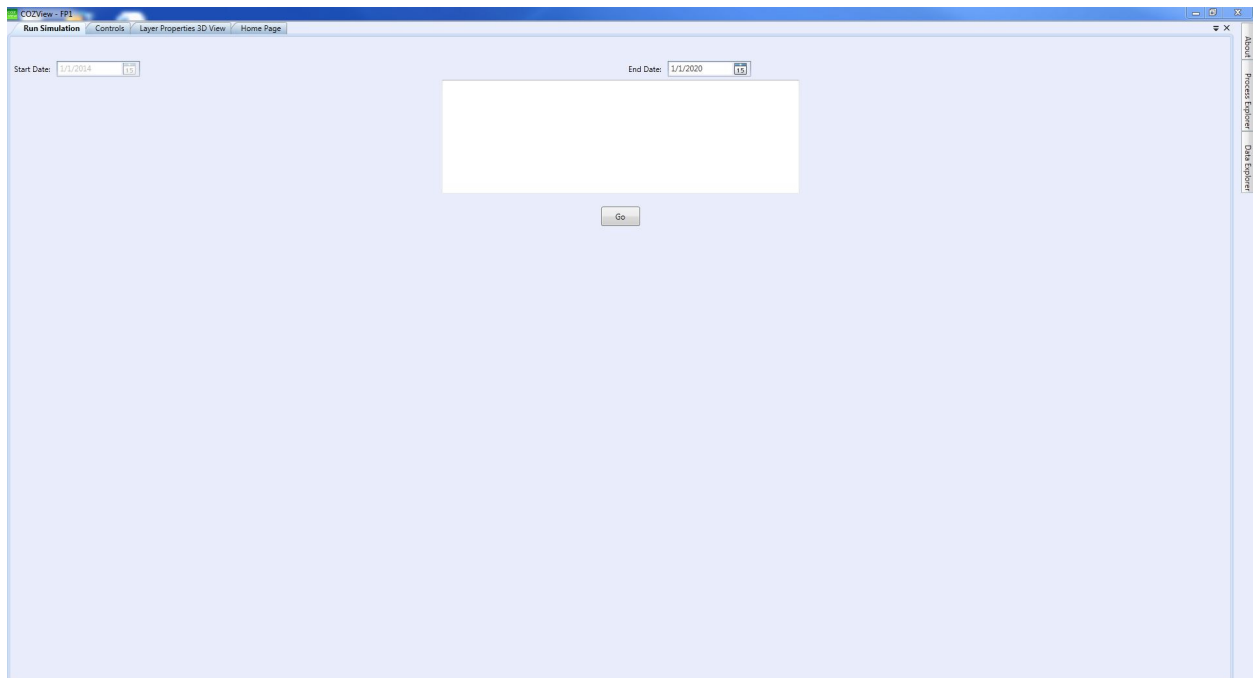 COZView - FP1
Run Simulation Controls Layer Properties 3D View Home Page
Start Date: 1/1/2014 15 End Date: 1/1/2020 15
Go
About
Process Explorer
Data Explorer